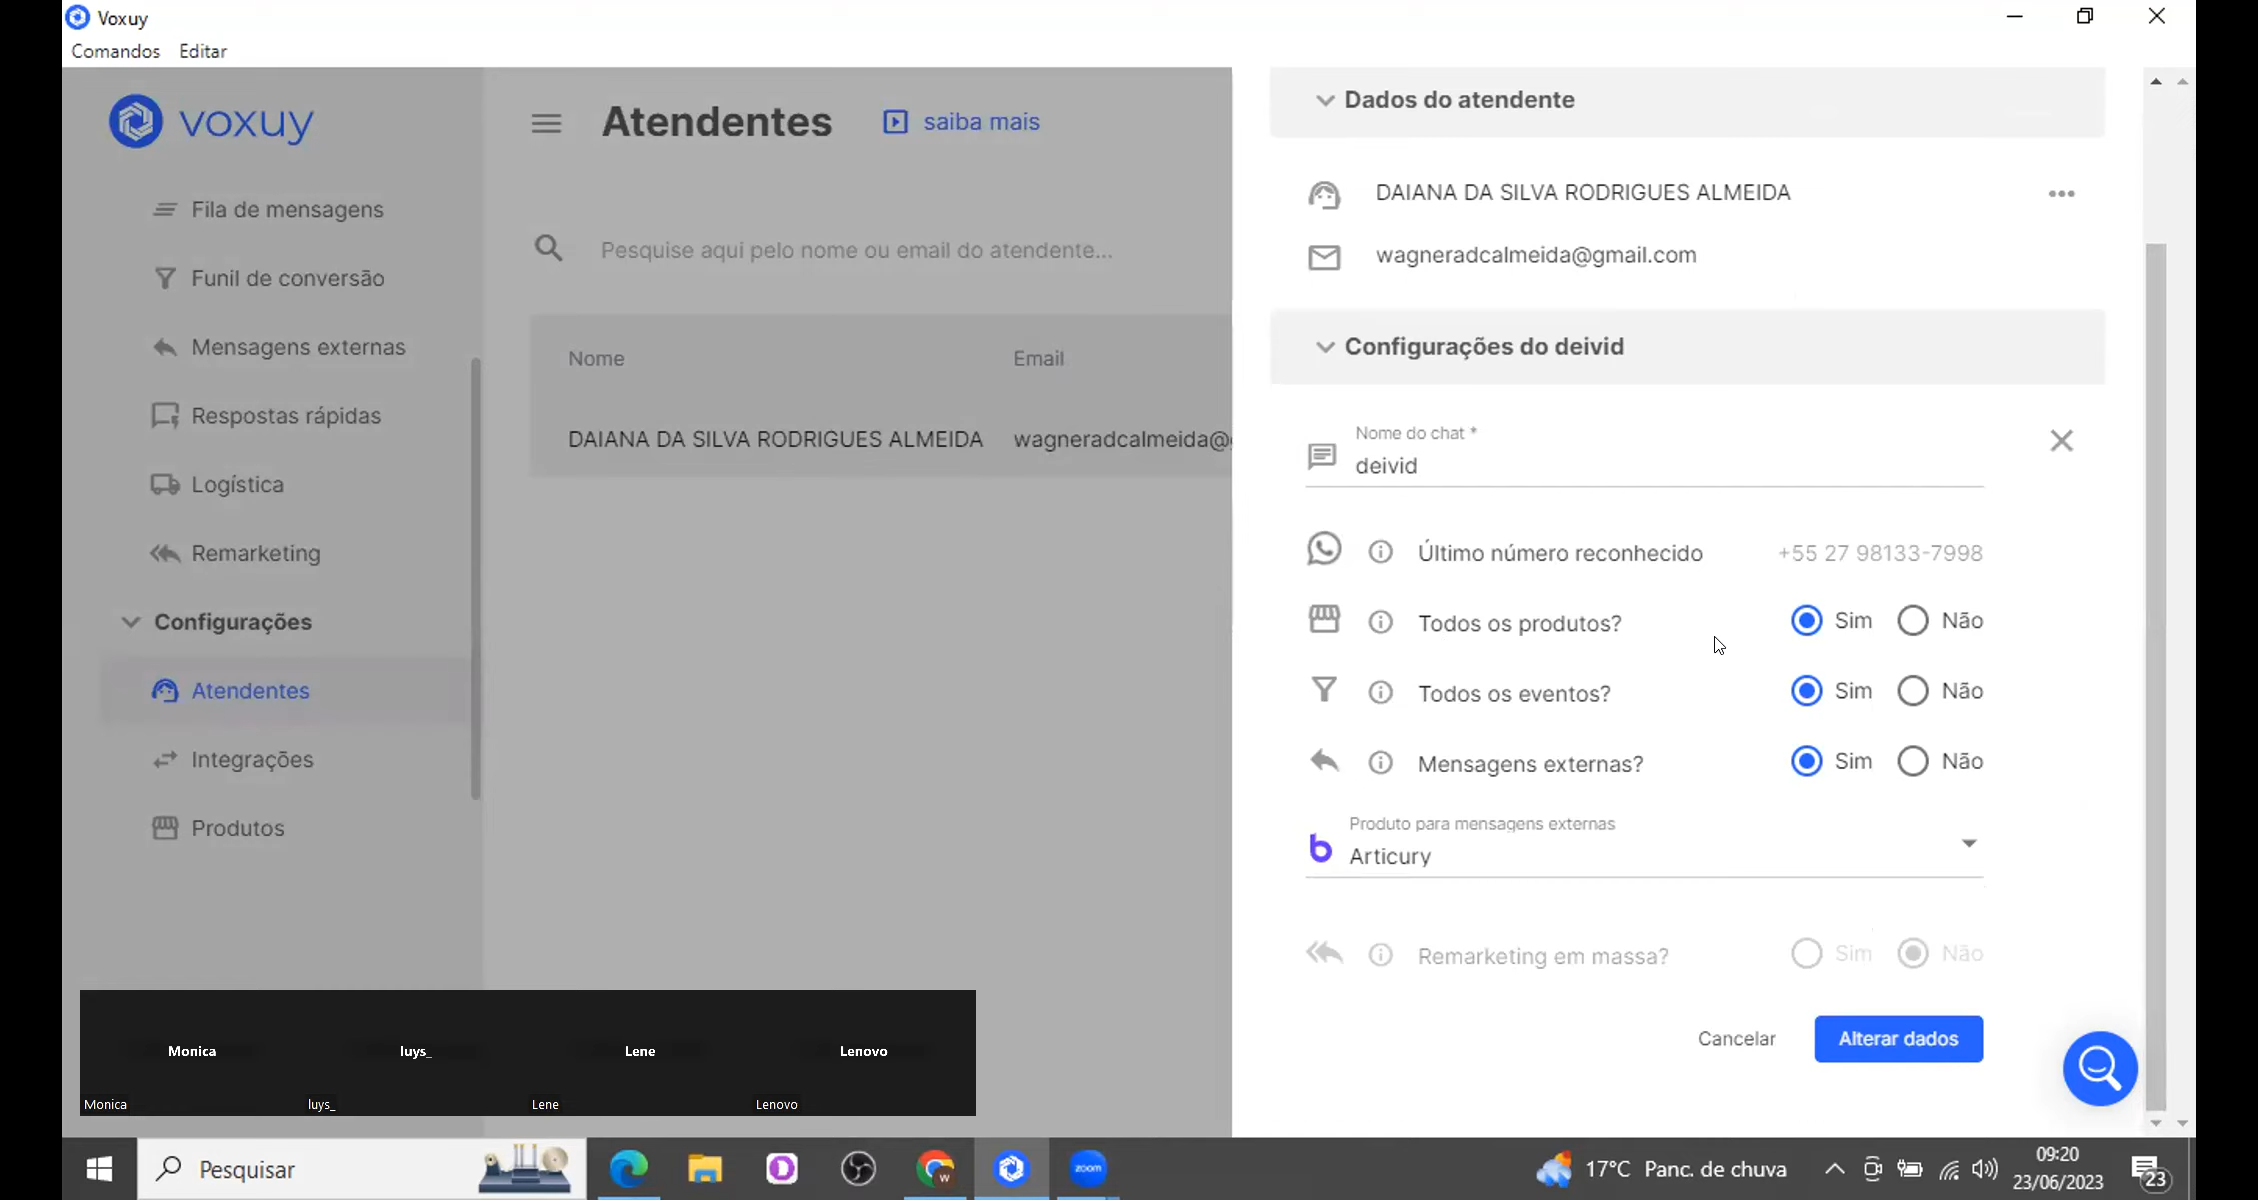 Voxuy
Comandos Editar
voxuy
Fila de mensagens
Funil de conversão
Mensagens externas
Respostas rápidas
Logística
Remarketing
Configurações
Atendentes
Integrações
Produtos
Atendentes saiba mais
Pesquise aqui pelo nome ou email do atendente...
Nome Email
DAIANA DA SILVA RODRIGUES ALMEIDA wagneradcalmeida@
Dados do atendente
DAIANA DA SILVA RODRIGUES ALMEIDA
wagneradcalmeida@gmail.com
Configurações do deivid
Nome do chat *
deivid
Último número reconhecido +55 27 98133-7998
Todos os produtos? Sim Não
Todos os eventos? Sim Não
Mensagens externas? Sim Não
Produto para mensagens externas
b Articury
Remarketing em massa? Sim Não
Cancelar Alterar dados
Monica luys_ Lene Lenovo
Monica luys_ Lene Lenovo
Pesquisar
W
zoom
17°C Panc. de chuva
09:20
23/06/2023
23